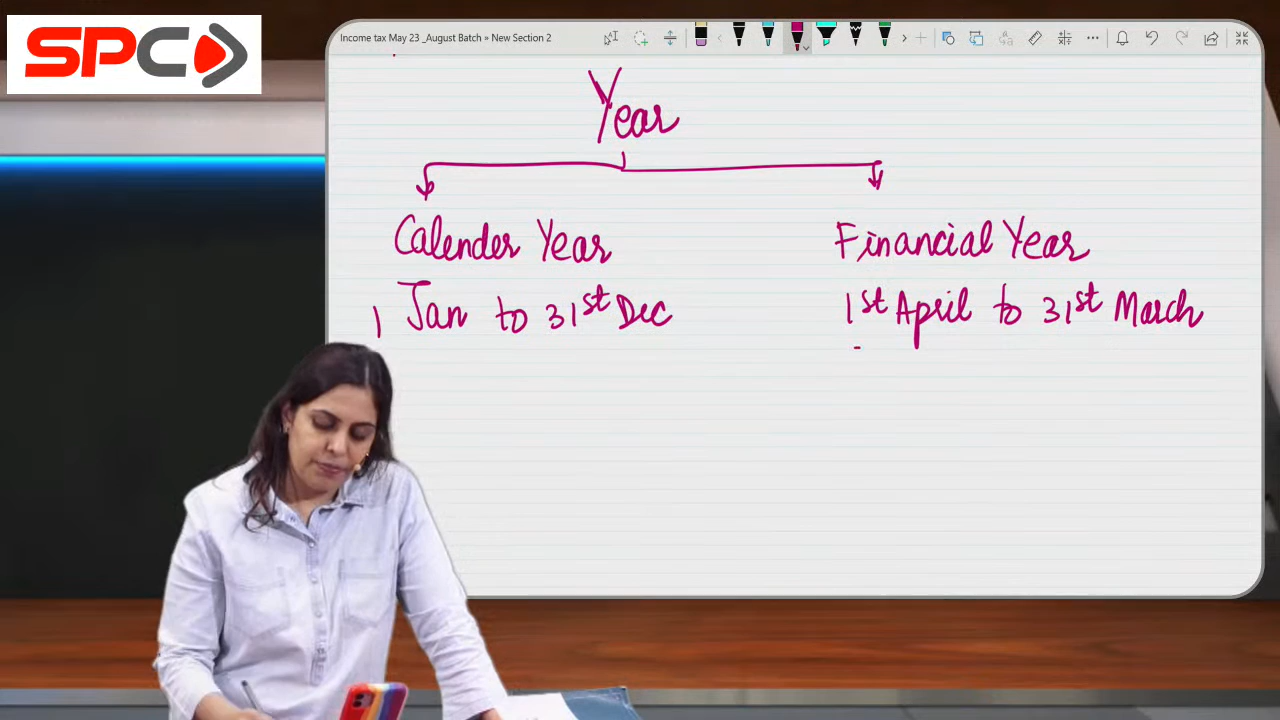 SPC
Income tax May 23 _August Batch » New Section 2
Year
Calender Year
Financial Year
1 Jan to 31st Dec
1st April to 31st March